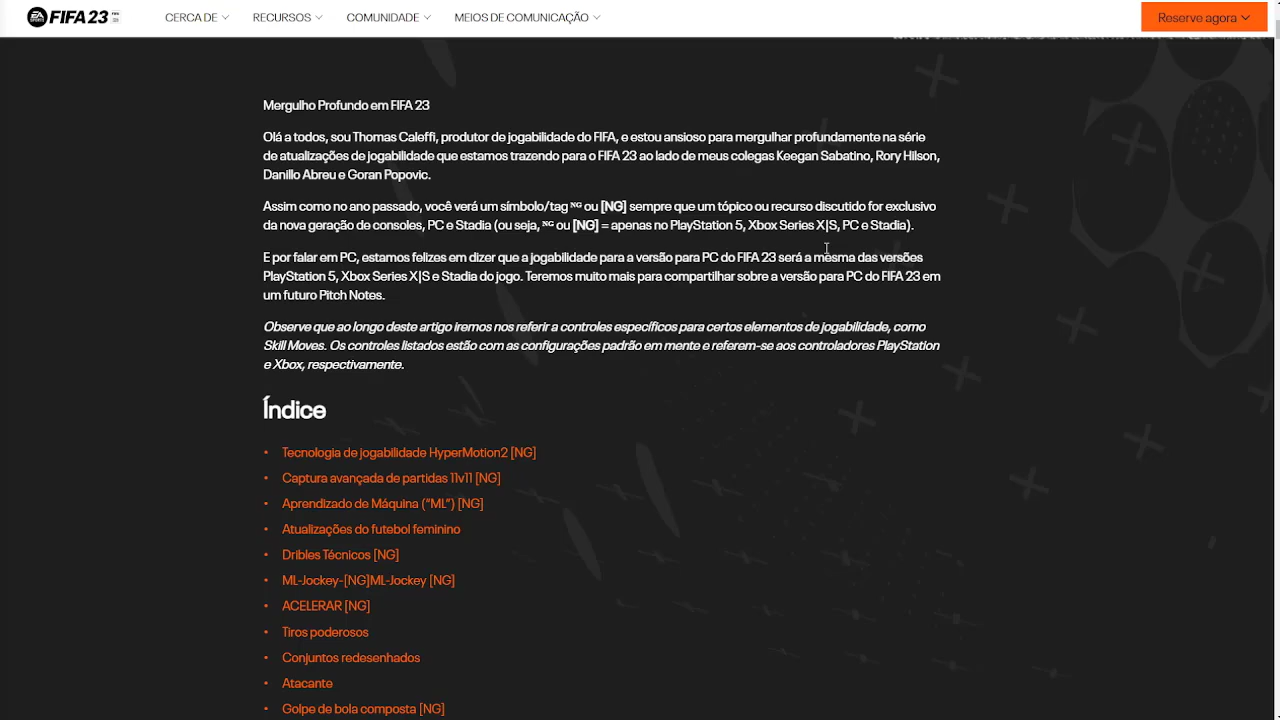 EA SPORTS FIFA 23
CERCA DE
RECURSOS
COMUNIDADE
MEIOS DE COMUNICAÇÃO
Reserve agora
Mergulho Profundo em FIFA 23
Olá a todos, sou Thomas Caleffi, produtor de jogabilidade do FIFA, e estou ansioso para mergulhar profundamente na série
de atualizações de jogabilidade que estamos trazendo para o FIFA 23 ao lado de meus colegas Keegan Sabatino, Rory Hilson,
Danillo Abreu e Goran Popovic.
Assim como no ano passado, você verá um símbolo/tag ᴺᴳ ou [NG] sempre que um tópico ou recurso discutido for exclusivo
da nova geração de consoles, PC e Stadia (ou seja, ᴺᴳ ou [NG] = apenas no PlayStation 5, Xbox Series X|S, PC e Stadia).
E por falar em PC, estamos felizes em dizer que a jogabilidade para a versão para PC do FIFA 23 será a mesma das versões
PlayStation 5, Xbox Series X|S e Stadia do jogo. Teremos muito mais para compartilhar sobre a versão para PC do FIFA 23 em
um futuro Pitch Notes.
Observe que ao longo deste artigo iremos nos referir a controles específicos para certos elementos de jogabilidade, como
Skill Moves. Os controles listados estão com as configurações padrão em mente e referem-se aos controladores PlayStation
e Xbox, respectivamente.
Índice
• Tecnologia de jogabilidade HyperMotion2 [NG]
• Captura avançada de partidas 11v11 [NG]
• Aprendizado de Máquina (“ML”) [NG]
• Atualizações do futebol feminino
• Dribles Técnicos [NG]
• ML-Jockey-[NG]ML-Jockey [NG]
• ACELERAR [NG]
• Tiros poderosos
• Conjuntos redesenhados
• Atacante
• Golpe de bola composta [NG]